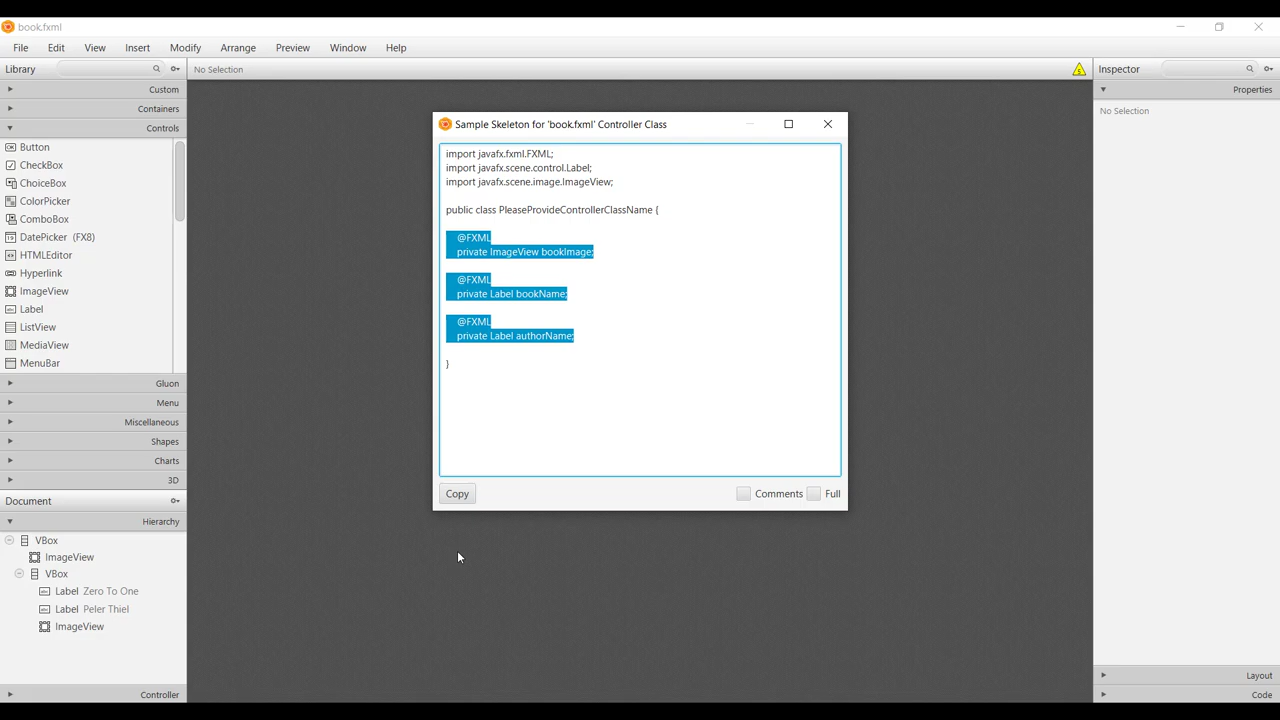 book.fxml
File Edit View Insert Modify Arrange Preview Window Help
Library
No Selection
Inspector
Custom
Containers
Controls
Button
CheckBox
ChoiceBox
ColorPicker
ComboBox
DatePicker (FX8)
HTMLEditor
Hyperlink
ImageView
Label
ListView
MediaView
MenuBar
Gluon
Menu
Miscellaneous
Shapes
Charts
3D
Document
Hierarchy
VBox
ImageView
VBox
Label Zero To One
Label Peler Thiel
ImageView
Controller
Sample Skeleton for 'book.fxml' Controller Class
import javafx.fxml.FXML;
import javafx.scene.control.Label;
import javafx.scene.image.ImageView;
public class PleaseProvideControllerClassName {
@FXML
private ImageView bookImage;
@FXML
private Label bookName;
@FXML
private Label authorName;
}
Copy
Comments
Full
Properties
No Selection
Layout
Code